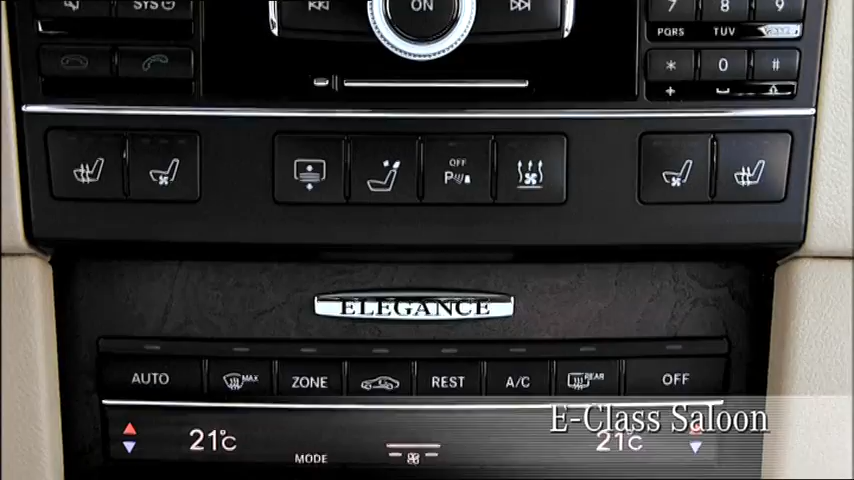 SYS
ON
7 8 9
PQRS TUV WXYZ
* 0 #
+
OFF
P
ELEGANCE
AUTO MAX ZONE REST A/C REAR OFF
E-Class Saloon
21°C 21°C
MODE